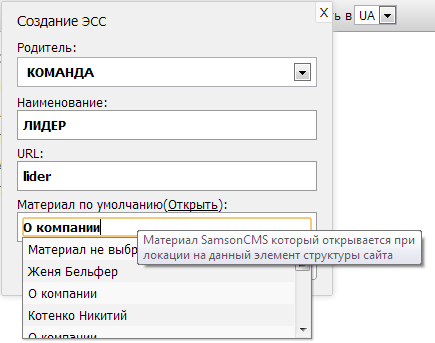 Создание ЭСС
X
ть в UA
Родитель:
КОМАНДА
Наименование:
ЛИДЕР
URL:
lider
Материал по умолчанию(Открыть):
О компании
Материал SamsonCMS который открывается при
локации на данный элемент структуры сайта
Материал не выбр
Женя Бельфер
О компании
Котенко Никитий
О компании